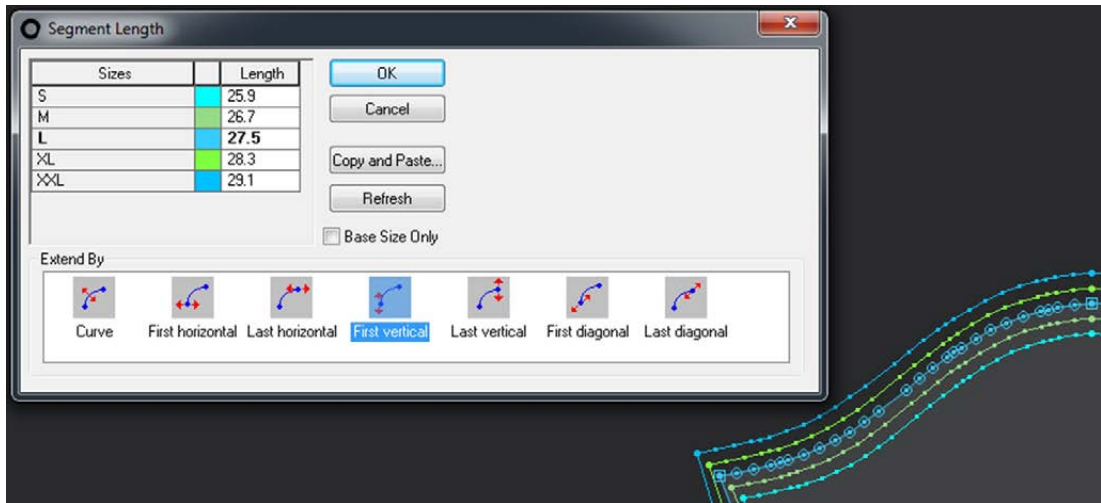 Segment Length
x
Sizes Length
S 25.9
M 26.7
L 27.5
XL 28.3
XXL 29.1
OK
Cancel
Copy and Paste...
Refresh
Base Size Only
Extend By
Curve First horizontal Last horizontal First vertical Last vertical First diagonal Last diagonal